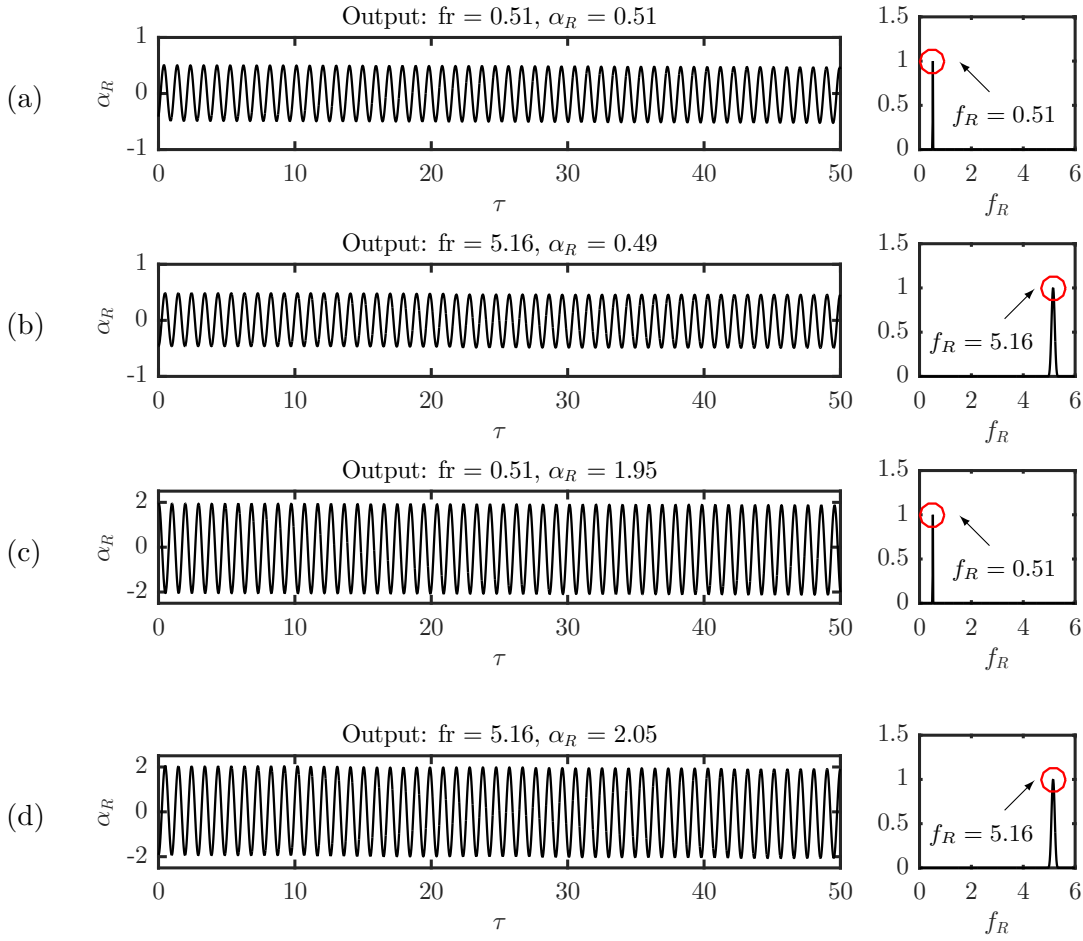 Output: fr = 0.51, α_R = 0.51
(a)
α_R
1
0
-1
0 10 20 30 40 50
τ
1.5
1
0.5
0
f_R = 0.51
0 2 4 6
f_R
Output: fr = 5.16, α_R = 0.49
(b)
α_R
1
0
-1
0 10 20 30 40 50
τ
1.5
1
0.5
0
f_R = 5.16
0 2 4 6
f_R
Output: fr = 0.51, α_R = 1.95
(c)
α_R
2
0
-2
0 10 20 30 40 50
τ
1.5
1
0.5
0
f_R = 0.51
0 2 4 6
f_R
Output: fr = 5.16, α_R = 2.05
(d)
α_R
2
0
-2
0 10 20 30 40 50
τ
1.5
1
0.5
0
f_R = 5.16
0 2 4 6
f_R